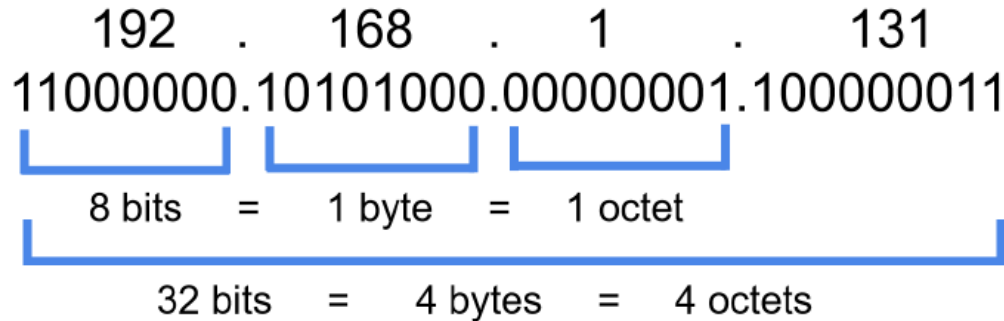 192 . 168 . 1 . 131
11000000.10101000.00000001.100000011
8 bits = 1 byte = 1 octet
32 bits = 4 bytes = 4 octets